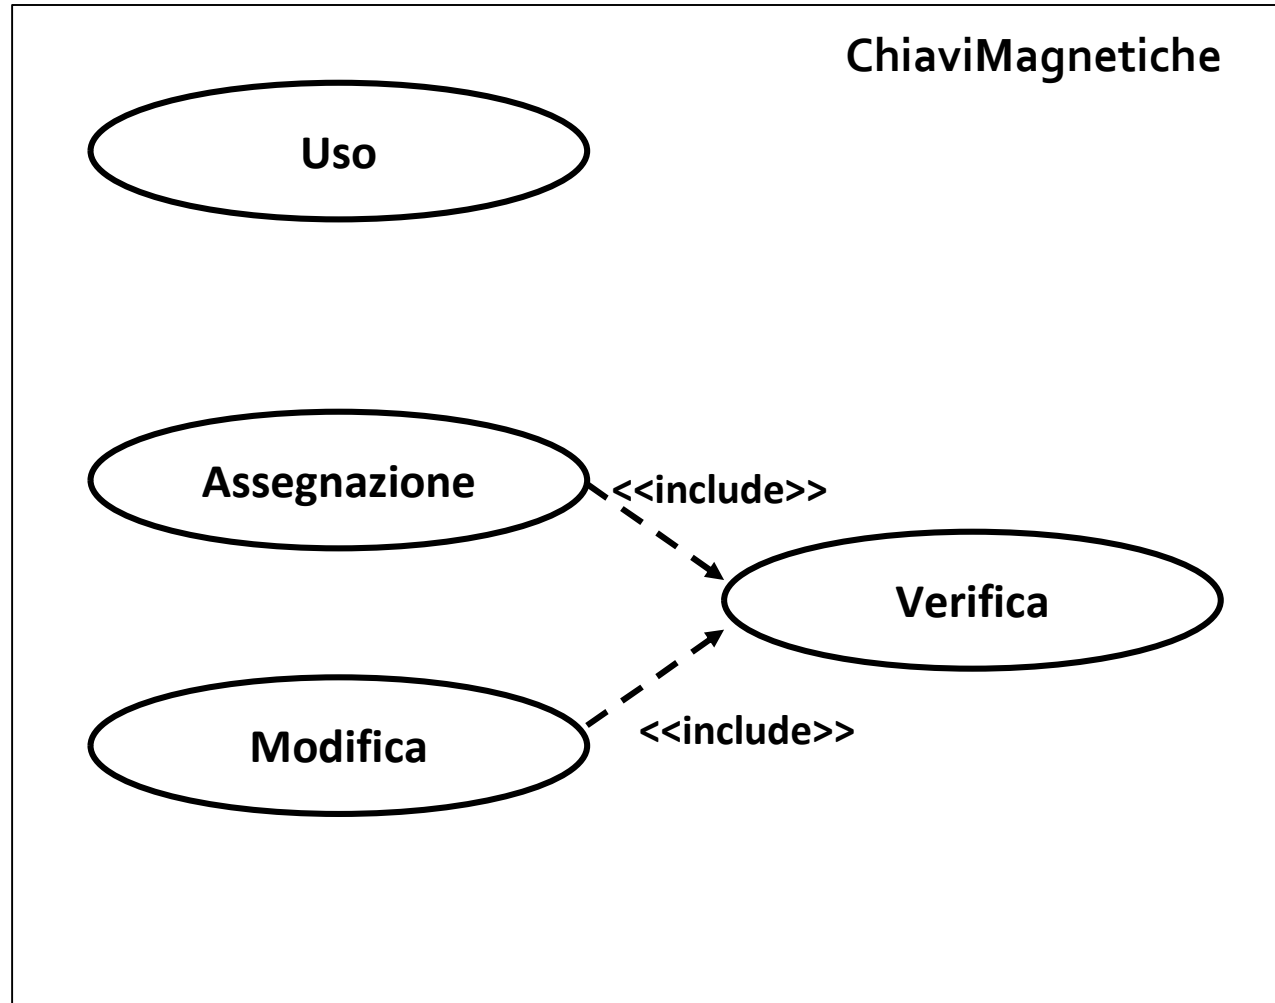 ChiaviMagnetiche
Uso
Assegnazione
<<include>>
Verifica
Modifica
<<include>>